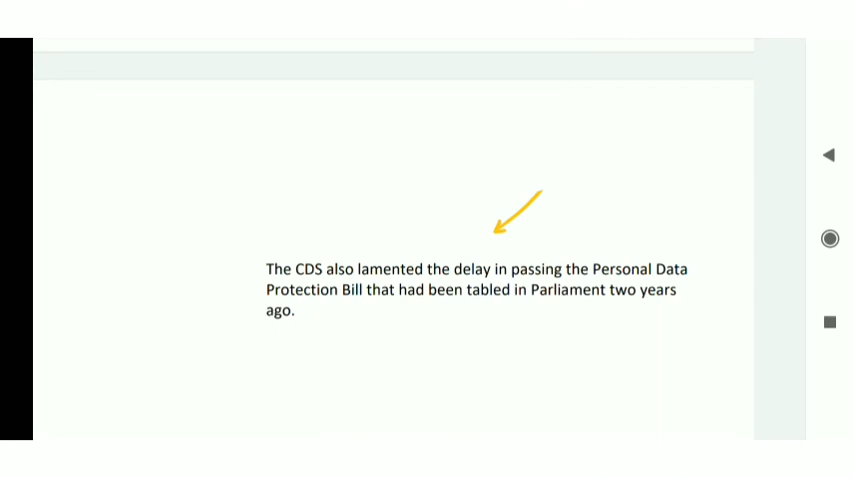 The CDS also lamented the delay in passing the Personal Data
Protection Bill that had been tabled in Parliament two years
ago.